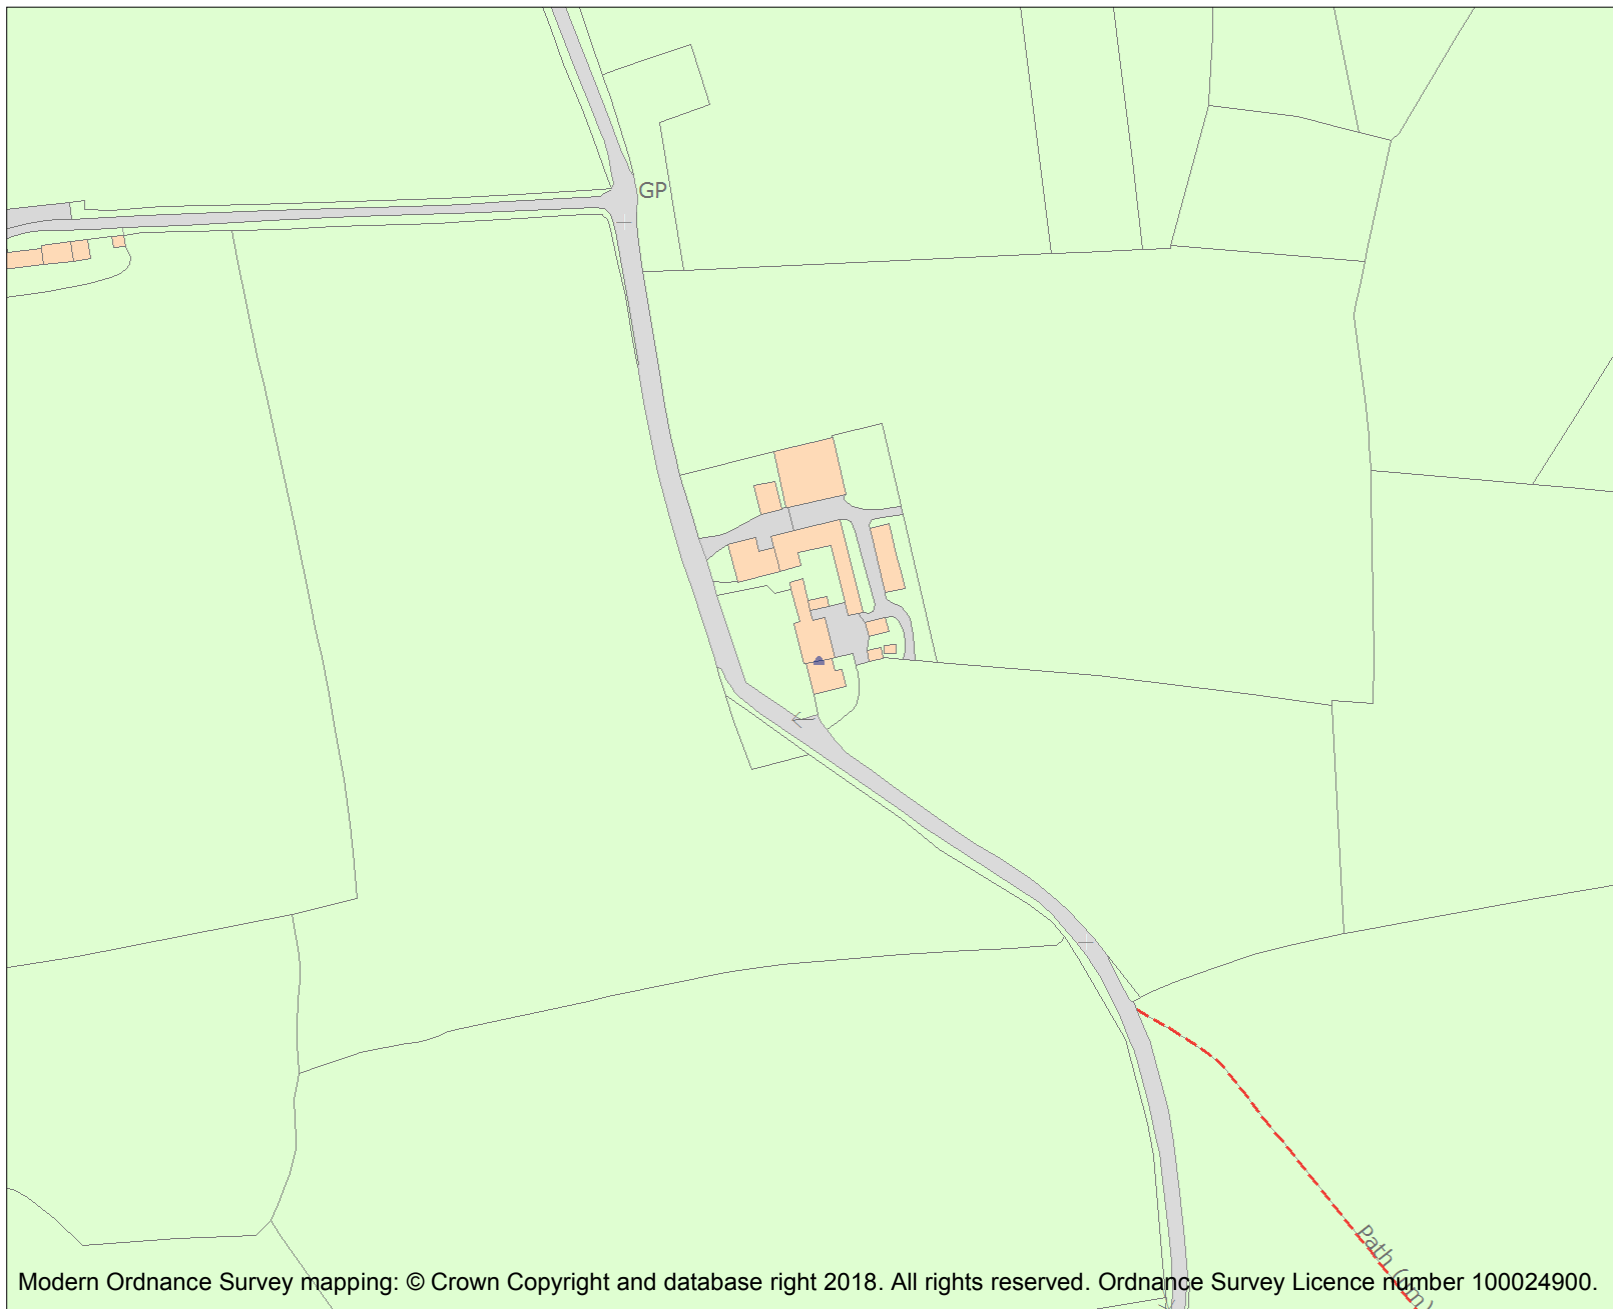 GP
Path (um)
Modern Ordnance Survey mapping: © Crown Copyright and database right 2018. All rights reserved. Ordnance Survey Licence number 100024900.